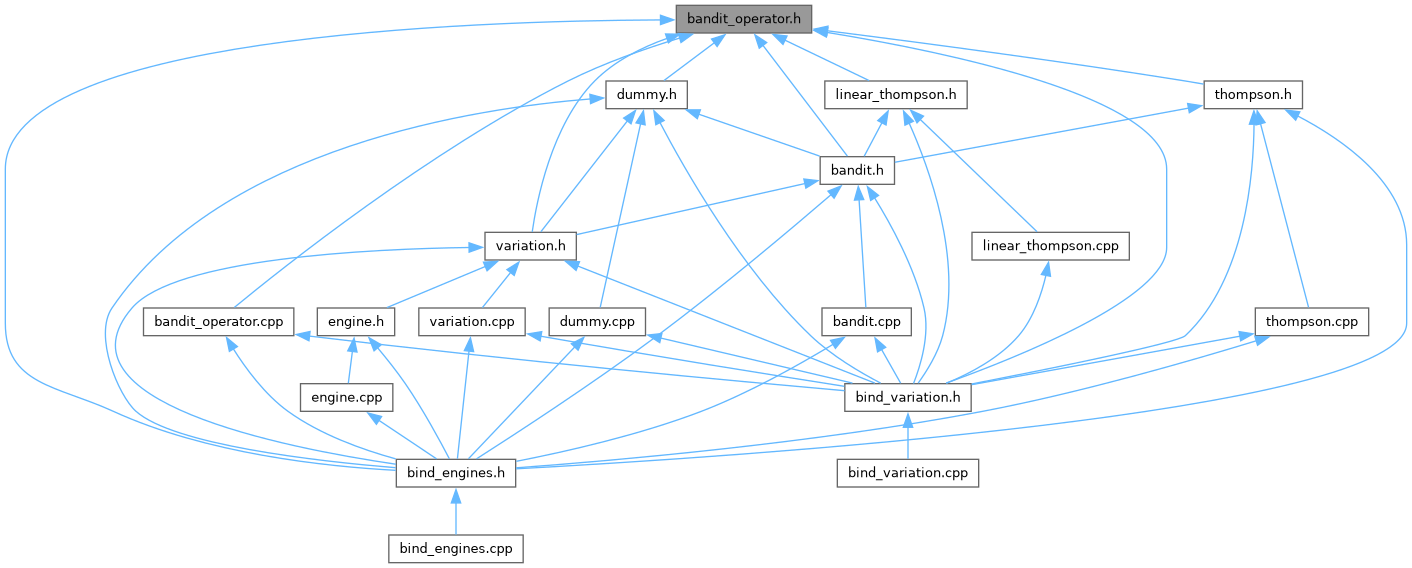 bandit_operator.h
dummy.h
linear_thompson.h
thompson.h
bandit.h
variation.h
linear_thompson.cpp
bandit_operator.cpp
engine.h
variation.cpp
dummy.cpp
bandit.cpp
thompson.cpp
engine.cpp
bind_variation.h
bind_engines.h
bind_variation.cpp
bind_engines.cpp